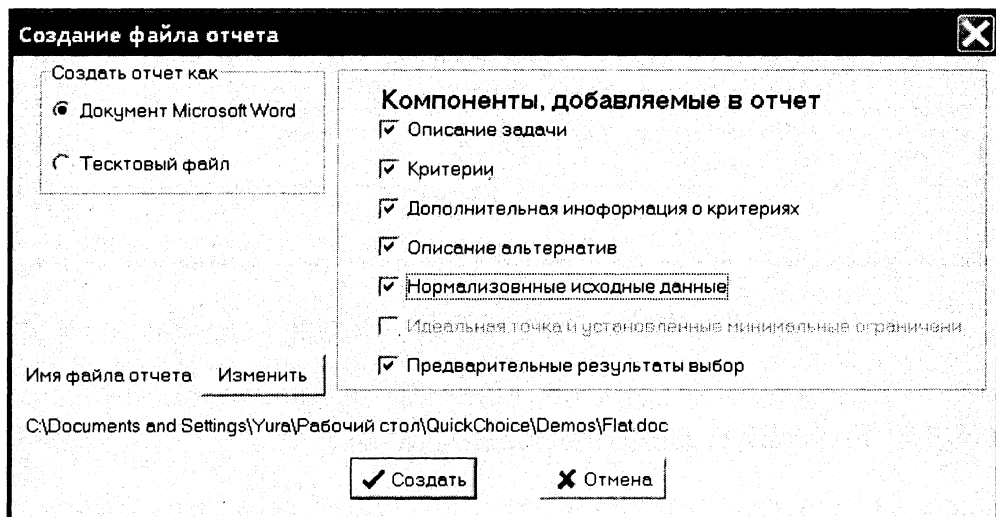 Создание файла отчета
Создать отчет как
Документ Microsoft Word
Тесктовый файл
Компоненты, добавляемые в отчет
Описание задачи
Критерии
Дополнительная иноформация о критериях
Описание альтернатив
Нормализовнные исходные данные
Идеальная точка и установленные минимальные ограничени
Предварительные результаты выбор
Имя файла отчета Изменить
C:\Documents and Settings\Yura\Рабочий стол\QuickChoice\Demos\Flat.doc
Создать Отмена